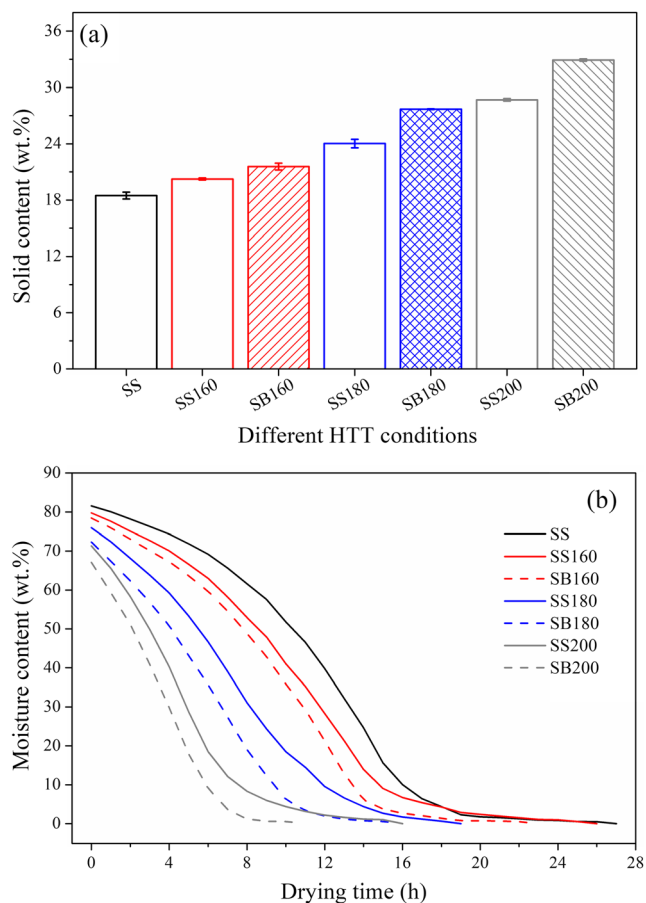 (a)
Solid content (wt.%)
36
30
24
18
12
6
0
SS
SS160
SB160
SS180
SB180
SS200
SB200
Different HTT conditions
(b)
Moisture content (wt.%)
90
80
70
60
50
40
30
20
10
0
SS
SS160
SB160
SS180
SB180
SS200
SB200
0
4
8
12
16
20
24
28
Drying time (h)